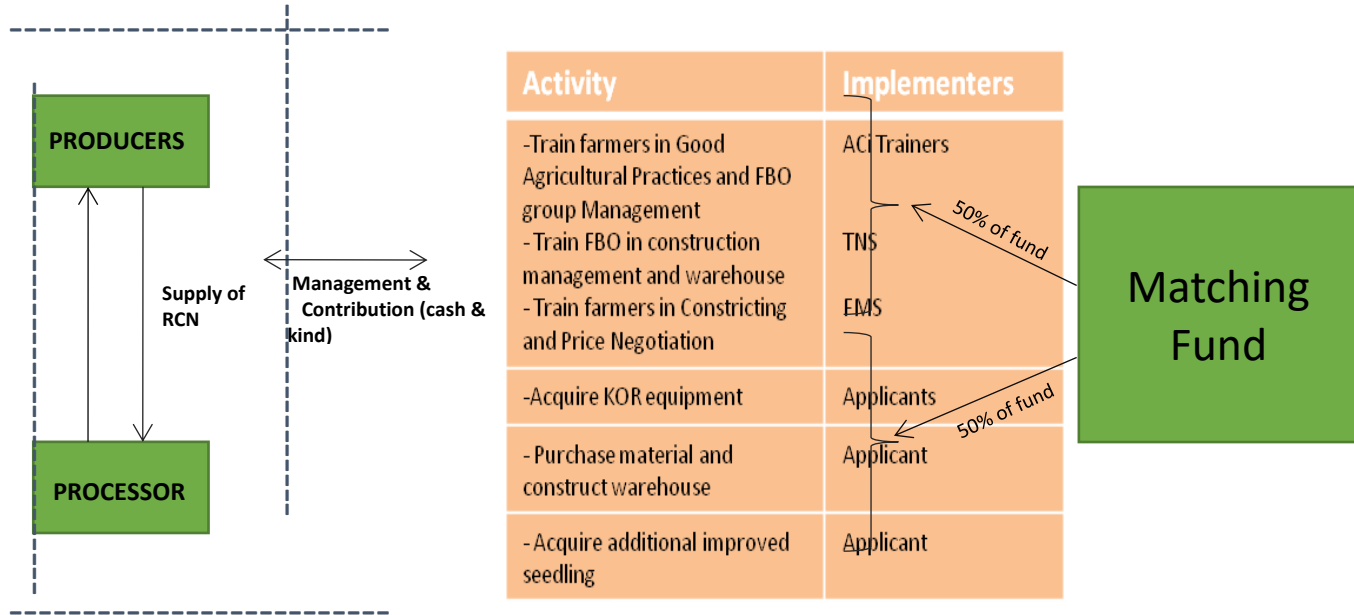 PRODUCERS
Supply of
RCN
PROCESSOR
Management &
Contribution (cash &
kind)
Activity
Implementers
-Train farmers in Good
Agricultural Practices and FBO
group Management
ACi Trainers
- Train FBO in construction
management and warehouse
TNS
- Train farmers in Constricting
and Price Negotiation
EMS
-Acquire KOR equipment
Applicants
- Purchase material and
construct warehouse
Applicant
- Acquire additional improved
seedling
Applicant
50% of fund
50% of fund
Matching
Fund